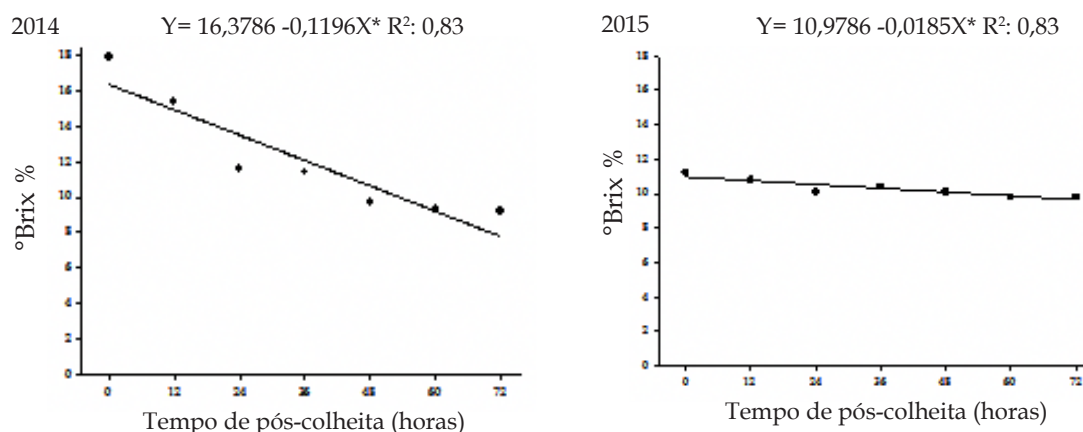 2014 Y= 16,3786 -0,1196X* R²: 0,83
18
16
14
12
10
8
6
4
2
0
0 12 24 36 48 60 72
°Brix %
Tempo de pós-colheita (horas)
2015 Y= 10,9786 -0,0185X* R²: 0,83
18
16
14
12
10
8
6
4
2
0
0 12 24 36 48 60 72
°Brix %
Tempo de pós-colheita (horas)